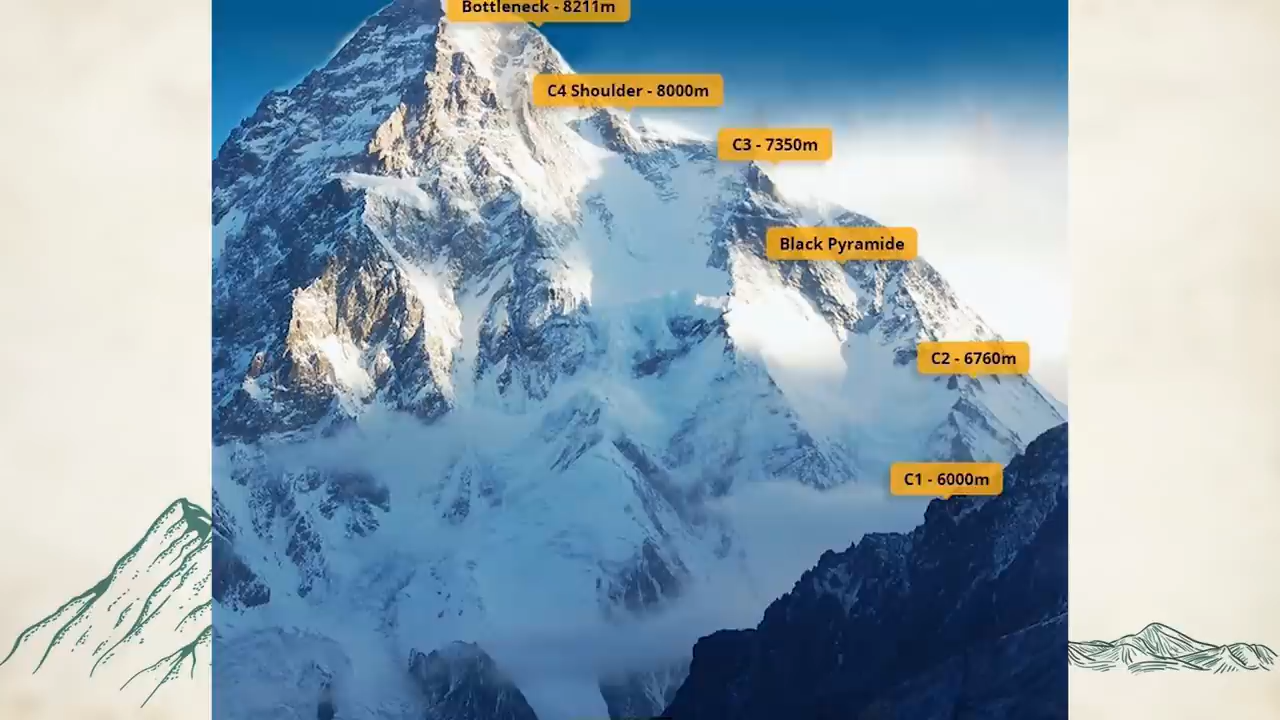 Bottleneck - 8211m
C4 Shoulder - 8000m
C3 - 7350m
Black Pyramide
C2 - 6760m
C1 - 6000m